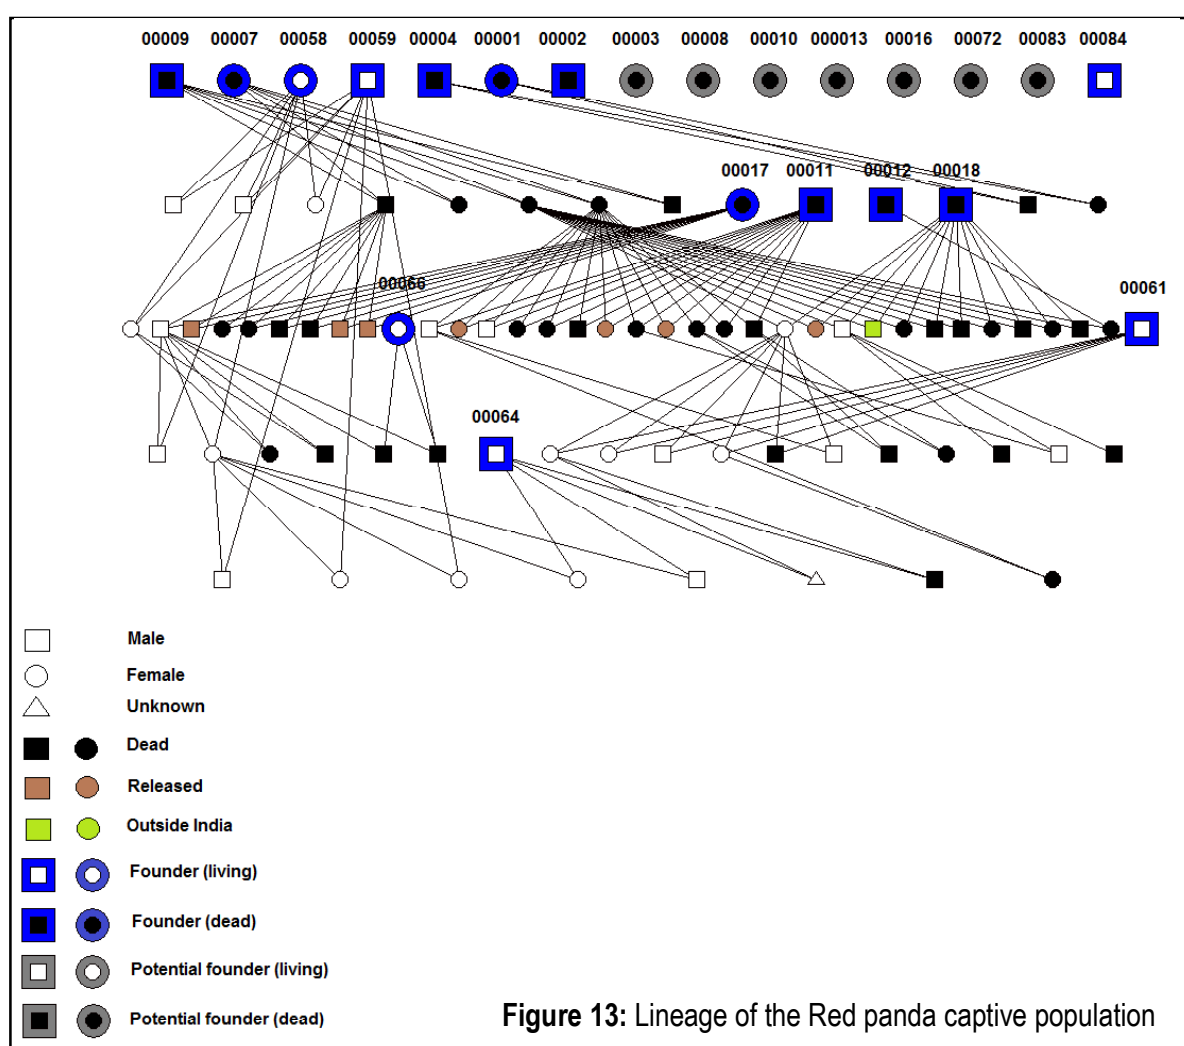 00009 00007 00058 00059 00004 00001 00002 00003 00008 00010 000013 00016 00072 00083 00084
00017 00011 00012 00018
00066 00061
00064
Male
Female
Unknown
Dead
Released
Outside India
Founder (living)
Founder (dead)
Potential founder (living)
Potential founder (dead)
Figure 13: Lineage of the Red panda captive population